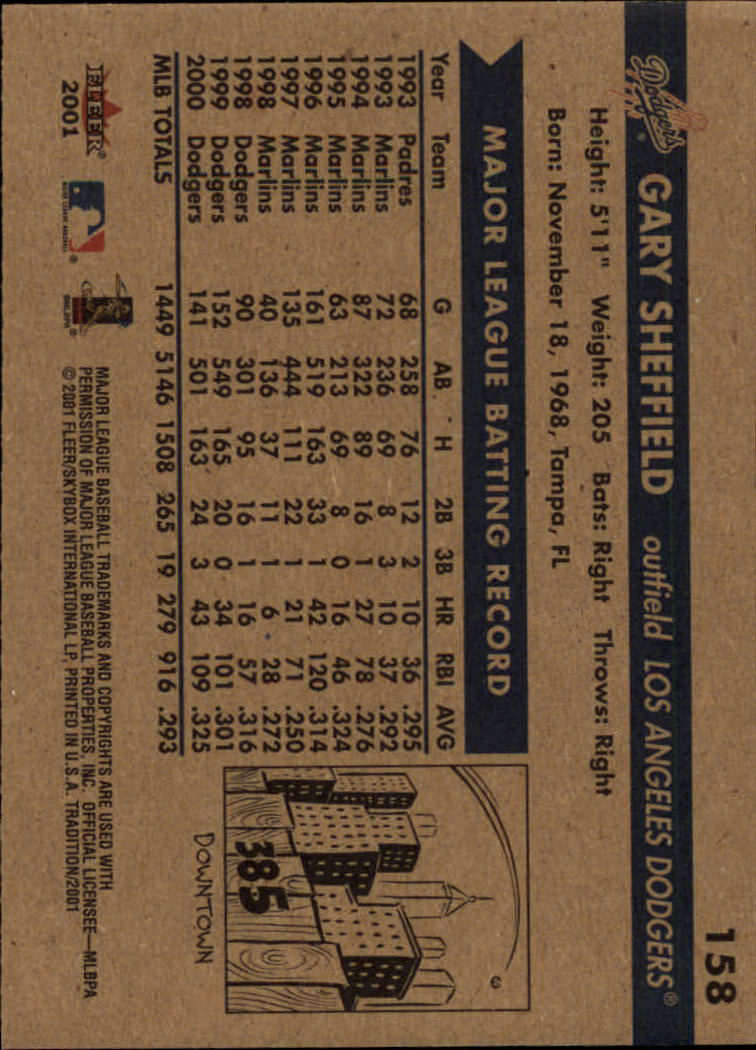 158
Dodgers ® GARY SHEFFIELD outfield LOS ANGELES DODGERS®
Height: 5'11" Weight: 205 Bats: Right Throws: Right
Born: November 18, 1968, Tampa, FL
MAJOR LEAGUE BATTING RECORD
Year Team G AB H 2B 3B HR RBI AVG
1993 Padres 68 258 76 12 2 10 36 .295
1993 Marlins 72 236 69 8 3 10 37 .292
1994 Marlins 87 322 89 16 1 27 78 .276
1995 Marlins 63 213 69 8 0 16 46 .324
1996 Marlins 161 519 163 33 1 42 120 .314
1997 Marlins 135 444 111 22 1 21 71 .250
1998 Marlins 40 136 37 11 1 6 28 .272
1998 Dodgers 90 301 95 16 1 16 57 .316
1999 Dodgers 152 549 165 20 0 34 101 .301
2000 Dodgers 141 501 163 24 3 43 109 .325
MLB TOTALS 1449 5146 1508 265 19 279 916 .293
385
DOWNTOWN
FLEER®
2001
MAJOR LEAGUE BASEBALL TRADEMARKS AND COPYRIGHTS ARE USED WITH
PERMISSION OF MAJOR LEAGUE BASEBALL PROPERTIES, INC. OFFICIAL LICENSEE—MLBPA
© 2001 FLEER/SKYBOX INTERNATIONAL LP, PRINTED IN U.S.A. TRADITION/2001